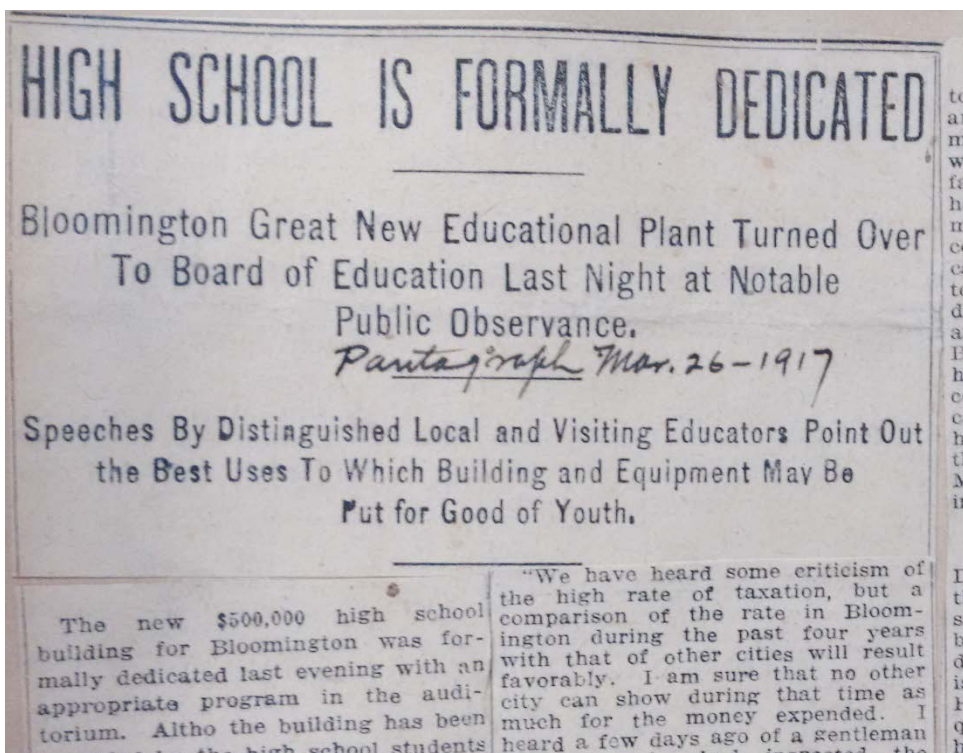 HIGH SCHOOL IS FORMALLY DEDICATED
Bloomington Great New Educational Plant Turned Over
To Board of Education Last Night at Notable
Public Observance.
Pantagraph Mar. 26-1917
Speeches By Distinguished Local and Visiting Educators Point Out
the Best Uses To Which Building and Equipment May Be
Put for Good of Youth.
The new $500,000 high school
building for Bloomington was for-
mally dedicated last evening with an
appropriate program in the audi-
torium. Altho the building has been
the high school students
"We have heard some criticism of
the high rate of taxation, but a
comparison of the rate in Bloom-
ington during the past four years
with that of other cities will result
favorably. I am sure that no other
city can show during that time as
much for the money expended. I
heard a few days ago of a gentleman